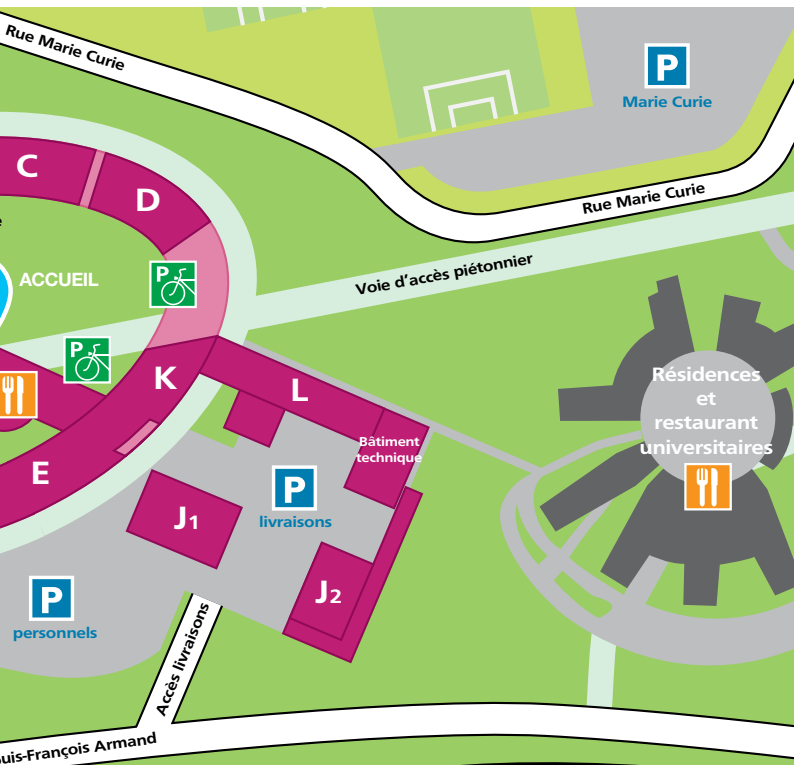 Rue Marie Curie
P
Marie Curie
C
D
Rue Marie Curie
ACCUEIL
P
Voie d’accès piétonnier
P
K
L
Résidences
et
restaurant
universitaires
Bâtiment
technique
E
P
livraisons
J1
J2
P
personnels
Accès livraisons
François Armand